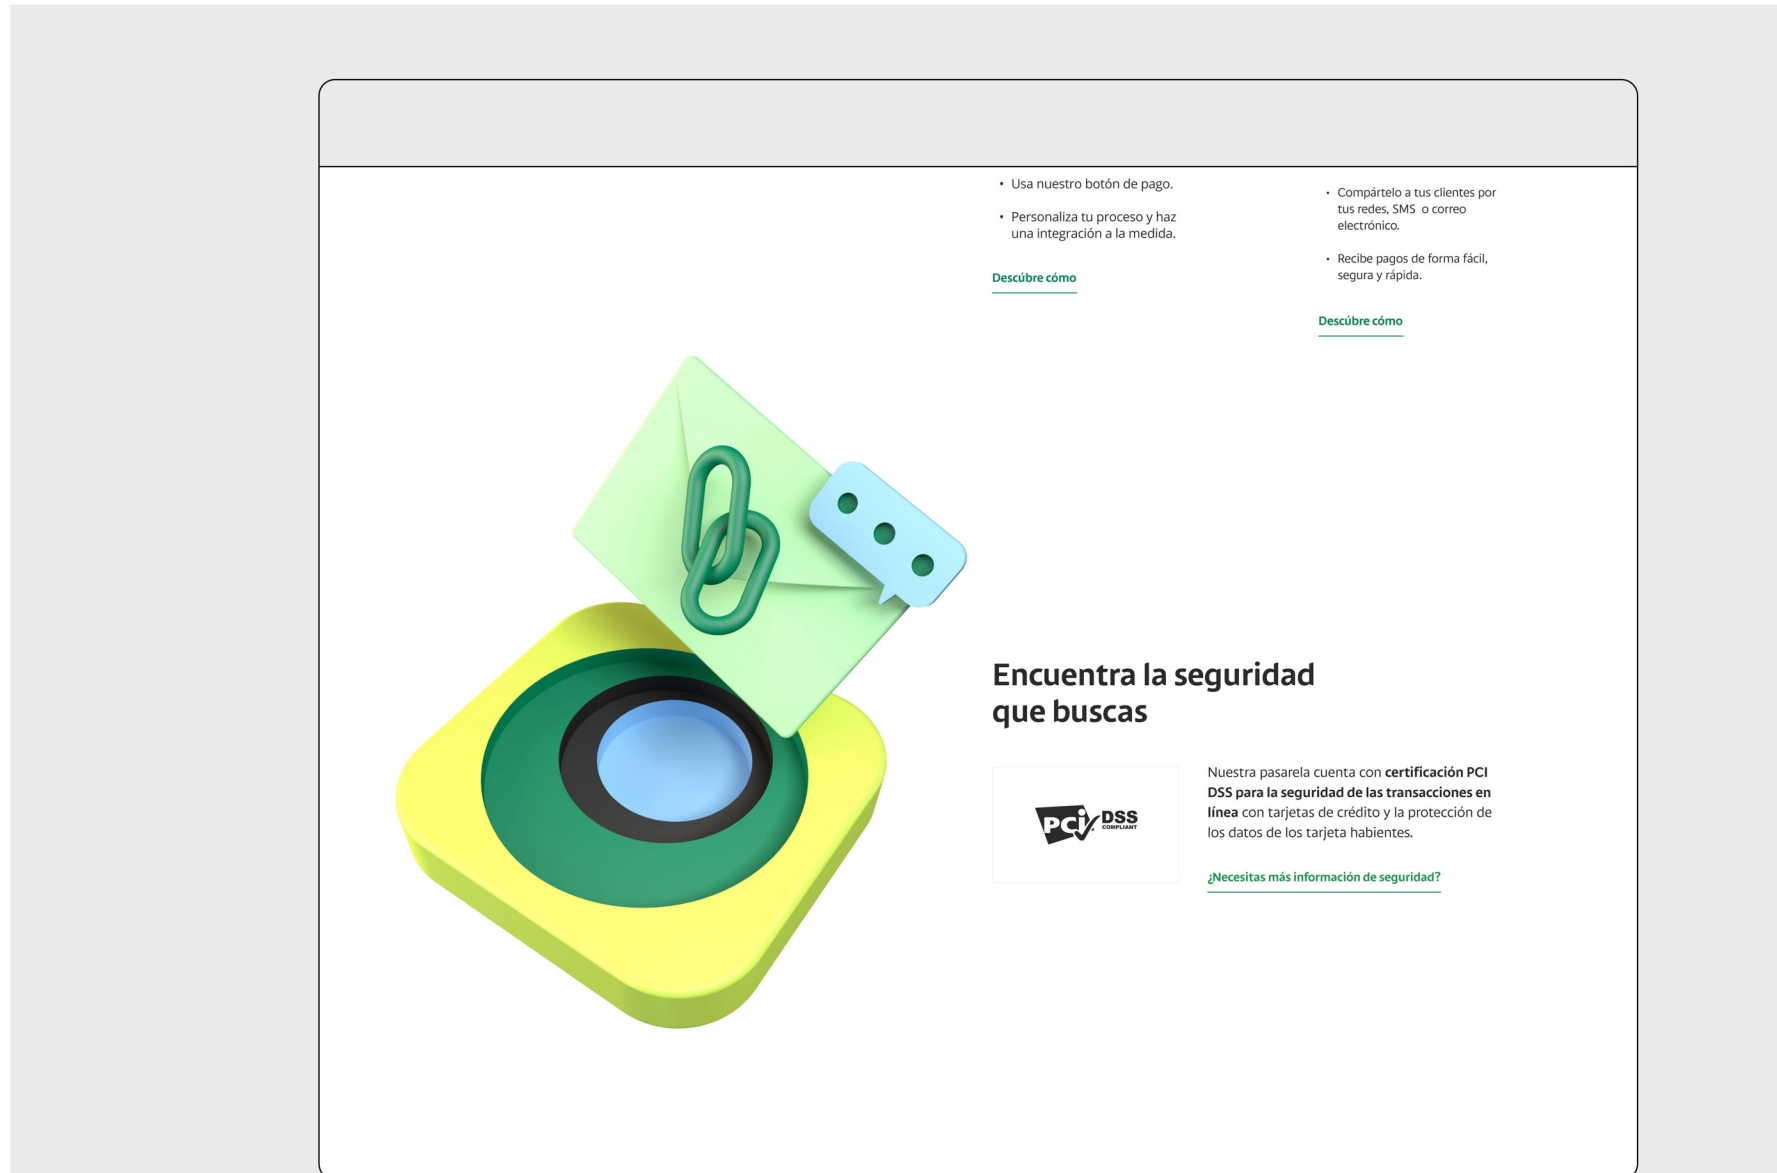 • Usa nuestro botón de pago.
• Personaliza tu proceso y haz
una integración a la medida.
Descúbre cómo
• Compártelo a tus clientes por
tus redes, SMS o correo
electrónico.
• Recibe pagos de forma fácil,
segura y rápida.
Descúbre cómo
Encuentra la seguridad
que buscas
PCi DSS
COMPLIANT
Nuestra pasarela cuenta con certificación PCI
DSS para la seguridad de las transacciones en
línea con tarjetas de crédito y la protección de
los datos de los tarjeta habientes.
¿Necesitas más información de seguridad?